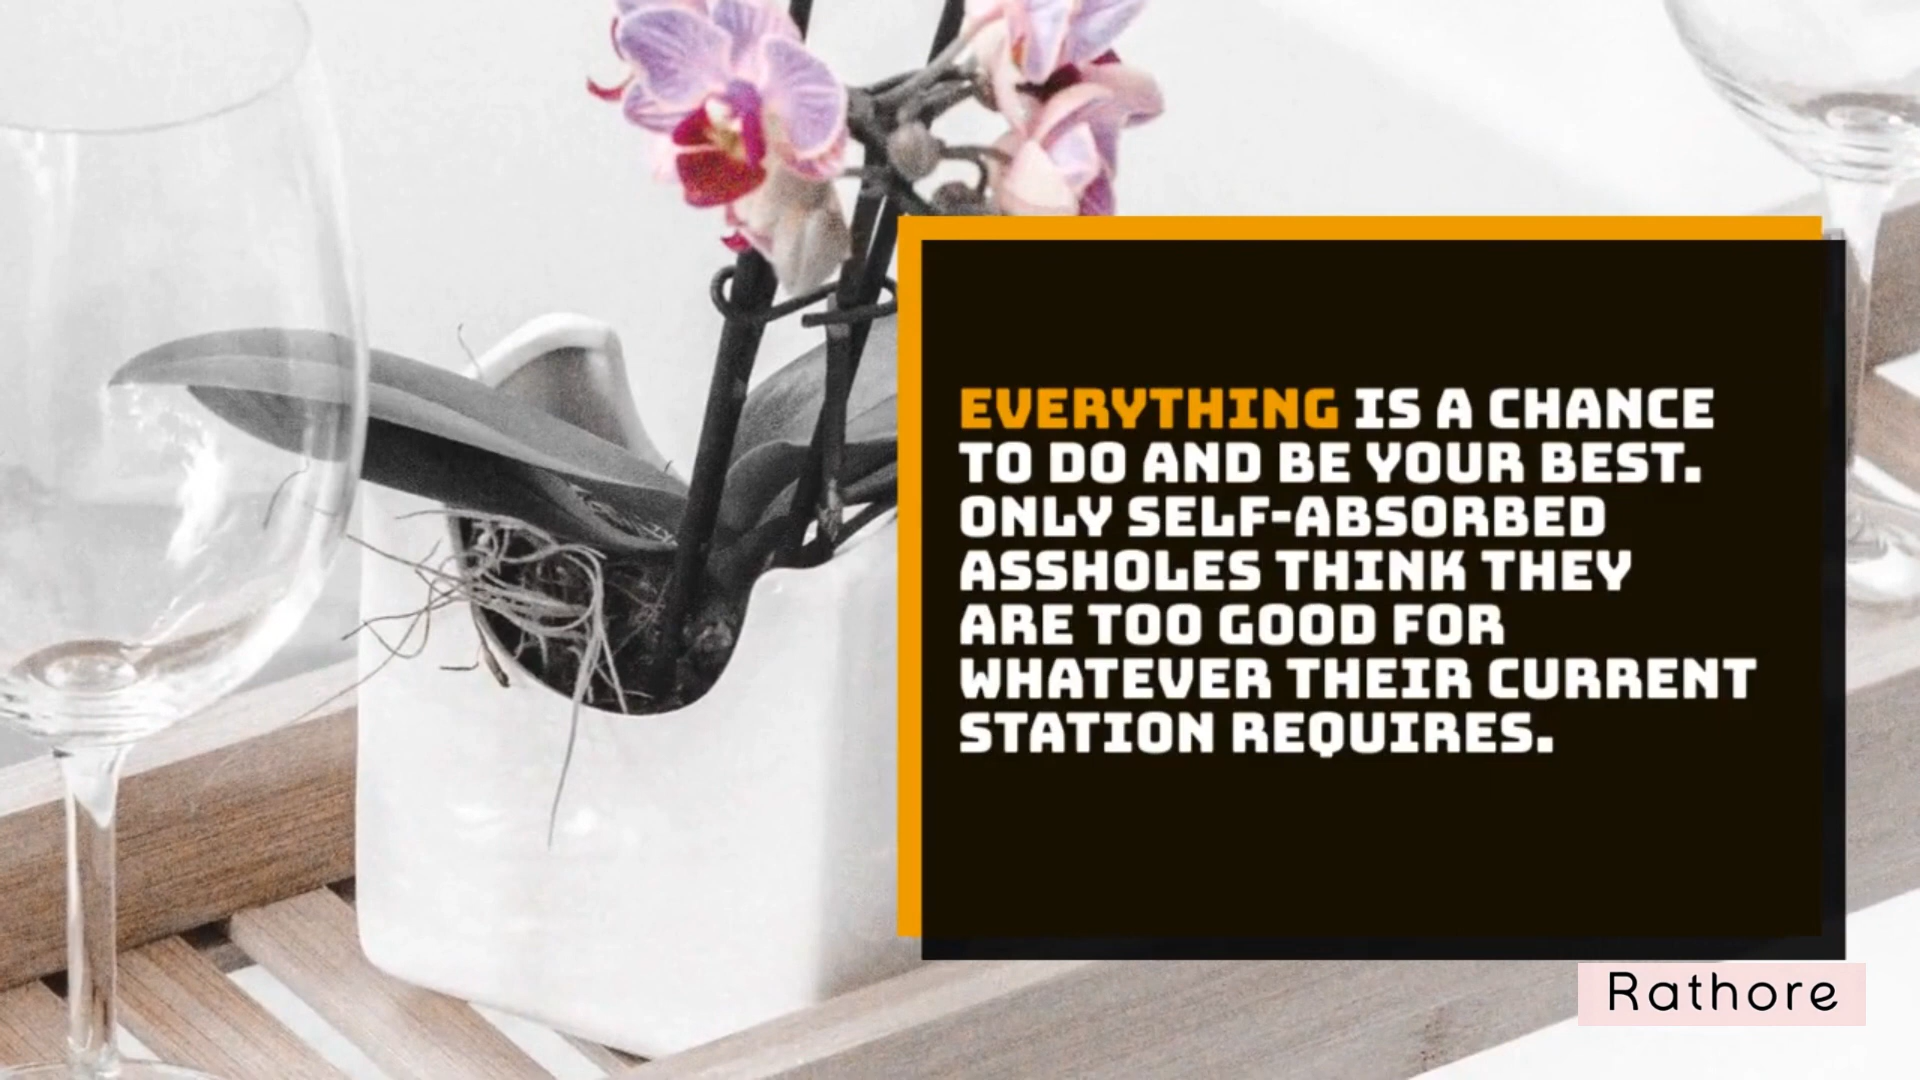 EVERYTHING IS A CHANCE
TO DO AND BE YOUR BEST.
ONLY SELF-ABSORBED
ASSHOLES THINK THEY
ARE TOO GOOD FOR
WHATEVER THEIR CURRENT
STATION REQUIRES.
Rathore